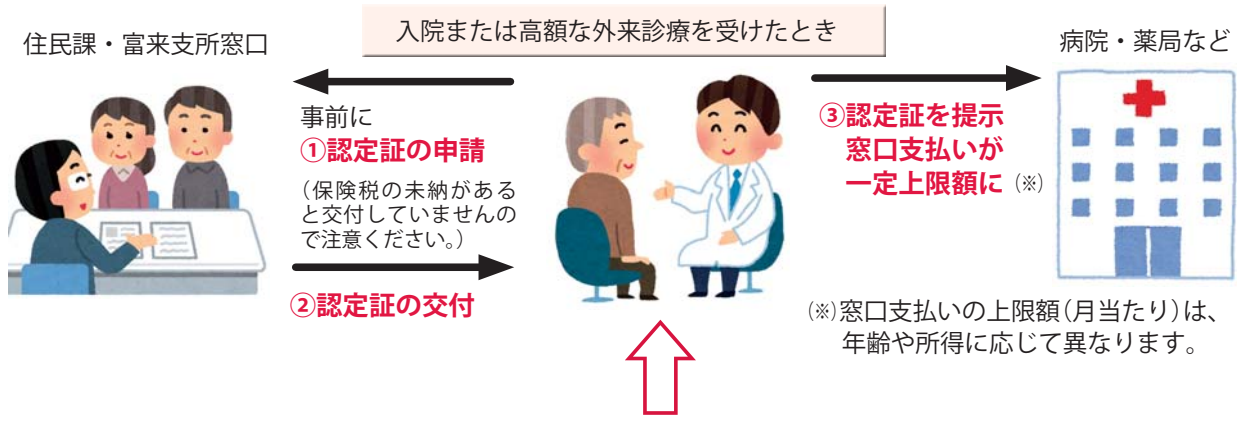 入院または高額な外来診療を受けたとき
住民課・富来支所窓口
事前に
①認定証の申請
（保険税の未納がある
と交付していませんの
で注意ください。）
②認定証の交付
病院・薬局など
③認定証を提示
窓口支払いが
一定上限額に（※）
（※）窓口支払いの上限額（月当たり）は、
年齢や所得に応じて異なります。